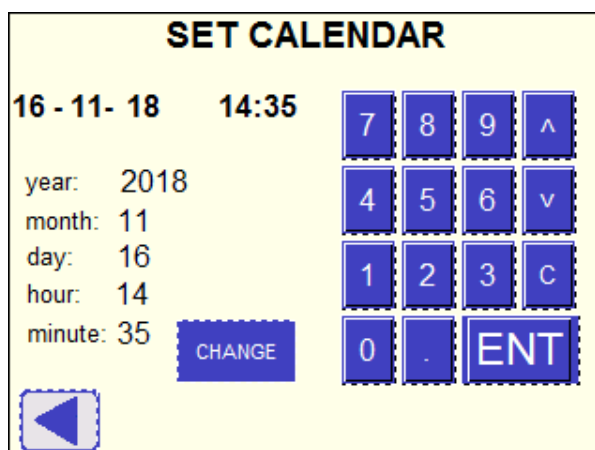 SET CALENDAR
16 - 11- 18 14:35
year: 2018
month: 11
day: 16
hour: 14
minute: 35
CHANGE
7 8 9 ^
4 5 6 v
1 2 3 C
0 . ENT